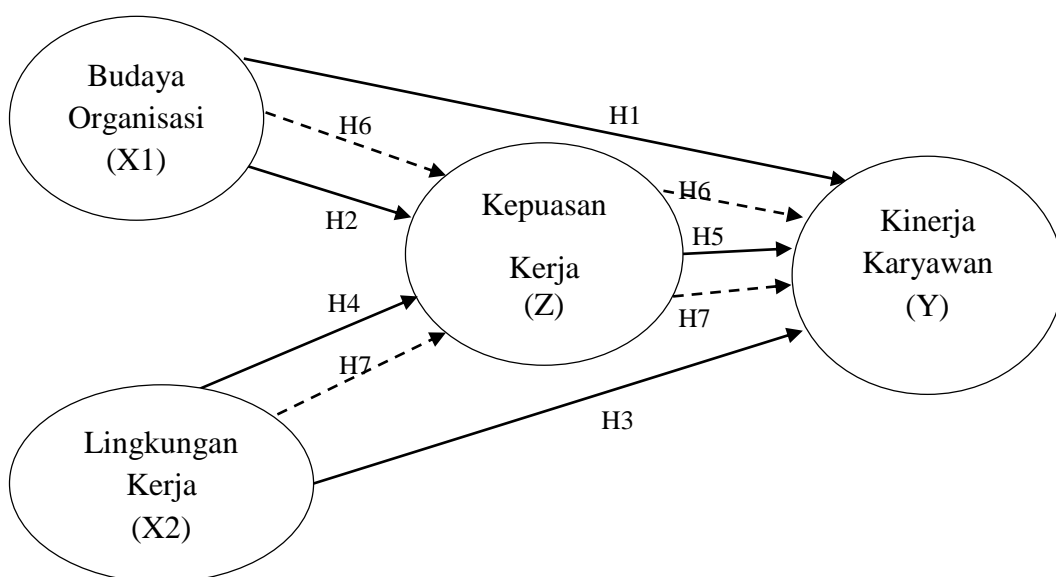 Budaya
Organisasi
(X1)
H1
H6
H2
Kepuasan
Kerja
(Z)
H6
H5
H7
Kinerja
Karyawan
(Y)
H4
H7
H3
Lingkungan
Kerja
(X2)